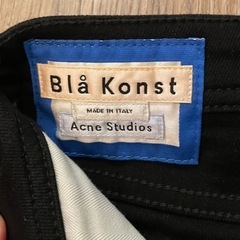 Blå Konst
MADE IN ITALY
Acne Studios